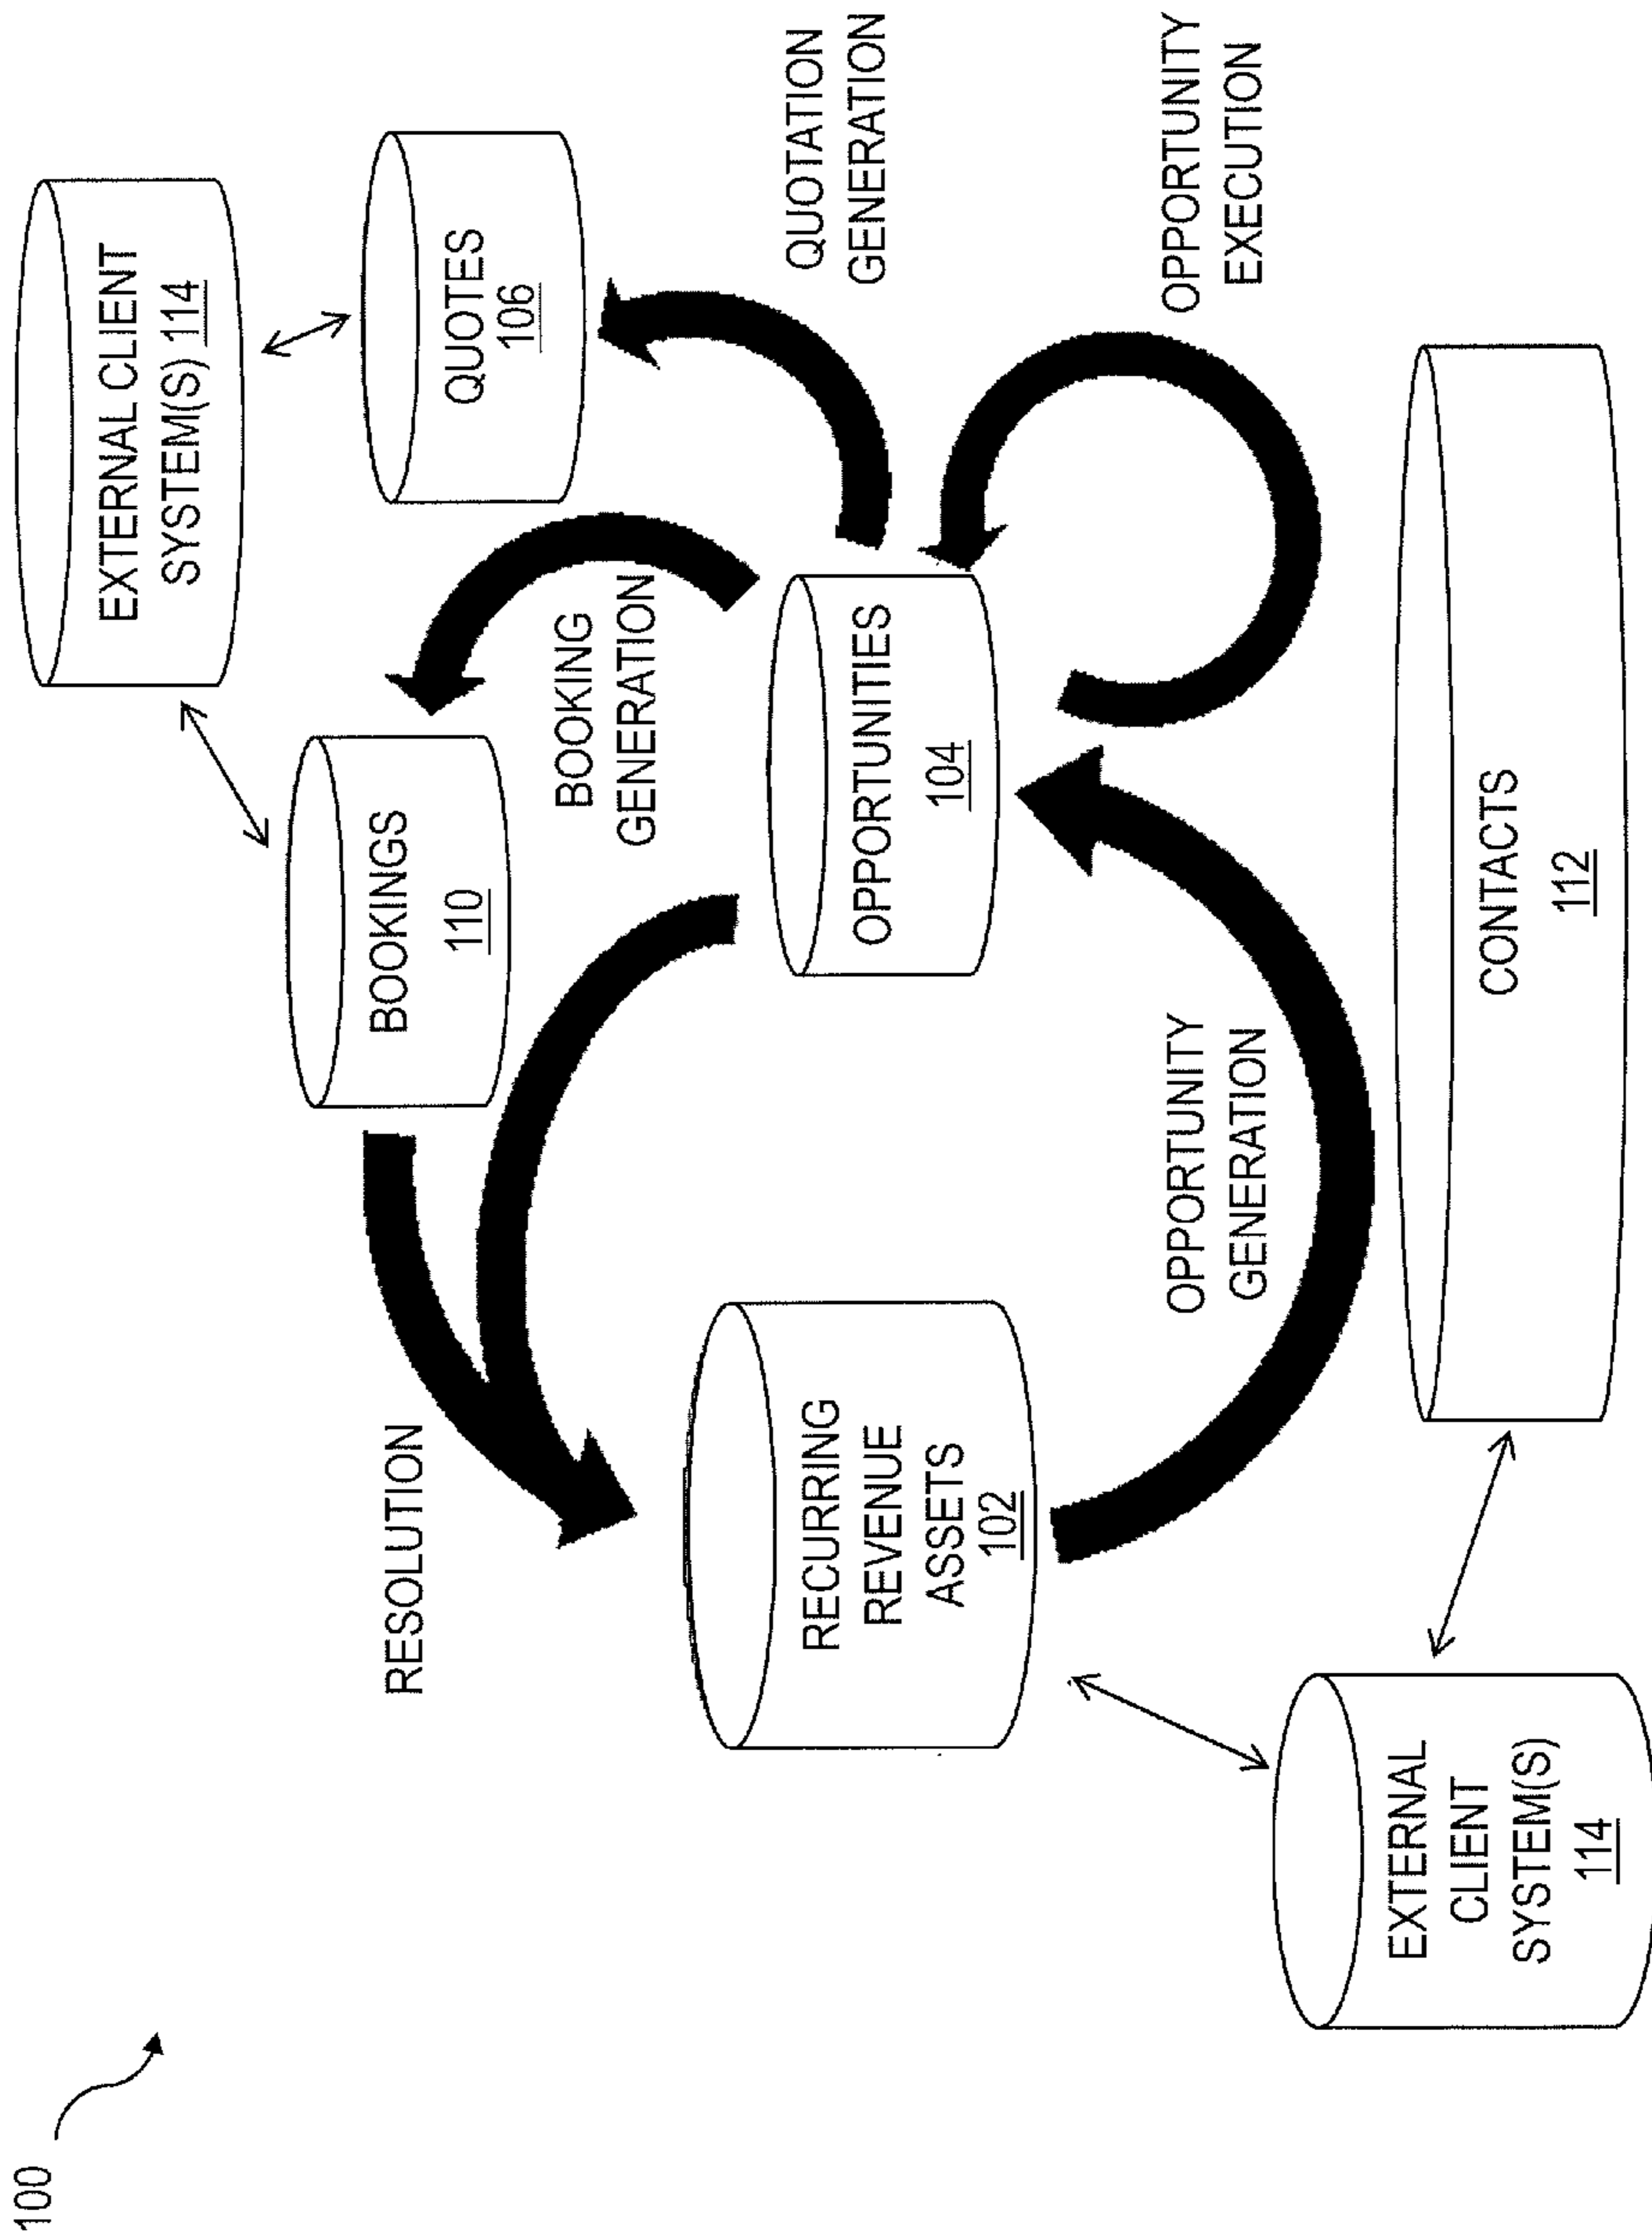 100
EXTERNAL CLIENT
SYSTEM(S) 114
RESOLUTION
BOOKINGS
110
QUOTES
106
BOOKING
GENERATION
QUOTATION
GENERATION
RECURRING
REVENUE
ASSETS
102
OPPORTUNITIES
104
OPPORTUNITY
GENERATION
OPPORTUNITY
EXECUTION
EXTERNAL
CLIENT
SYSTEM(S)
114
CONTACTS
112